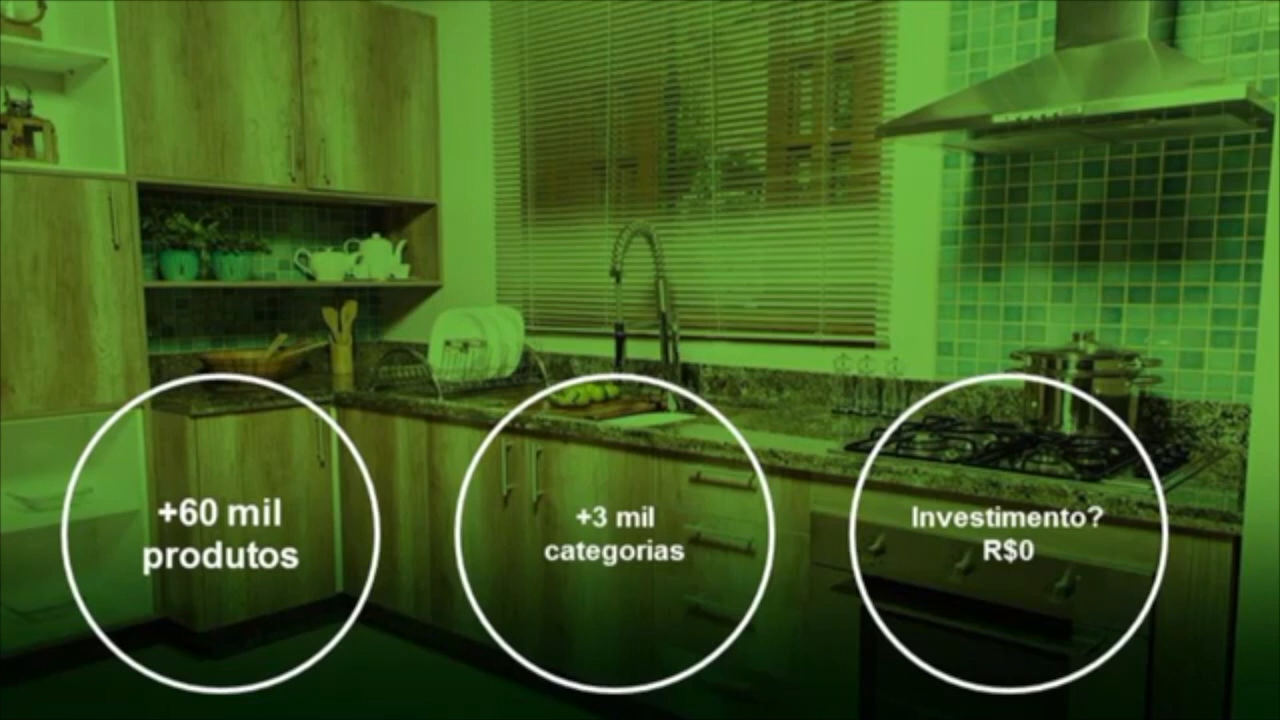 +60 mil
produtos
+3 mil
categorias
Investimento?
R$0